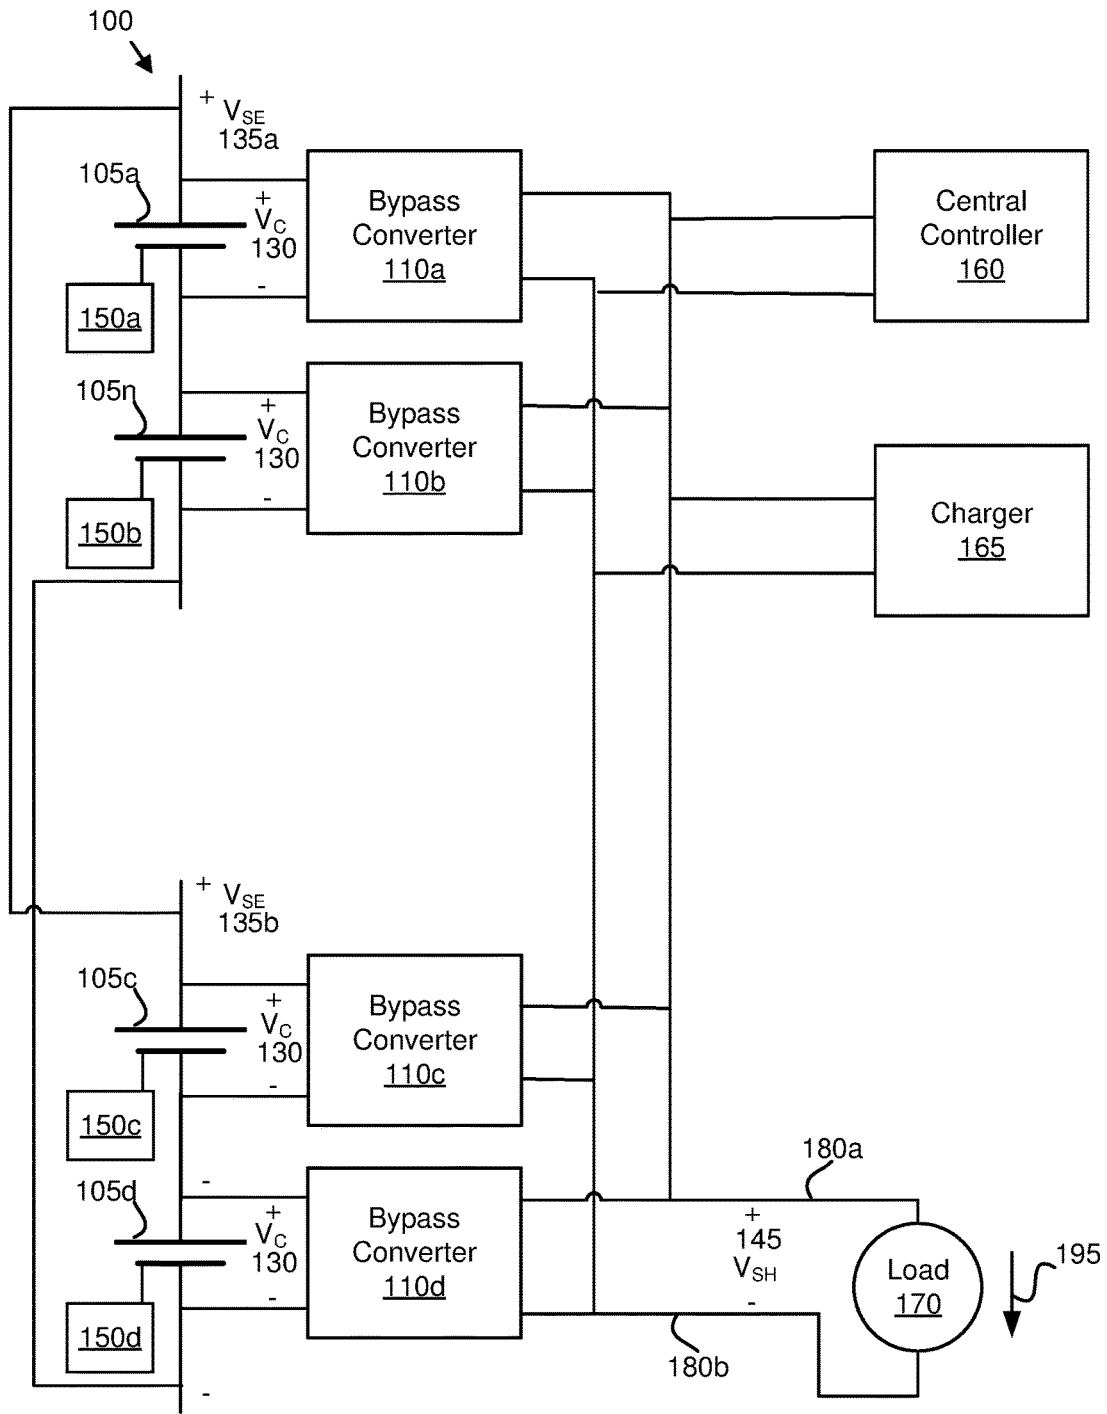 100
+ VSE
135a
105a
+
VC
130
-
150a
Bypass
Converter
110a
Central
Controller
160
105n
+
VC
130
-
150b
Bypass
Converter
110b
Charger
165
+ VSE
135b
105c
+
VC
130
-
150c
Bypass
Converter
110c
105d
-
+
VC
130
-
150d
-
Bypass
Converter
110d
180a
+
145
VSH
-
180b
Load
170
195